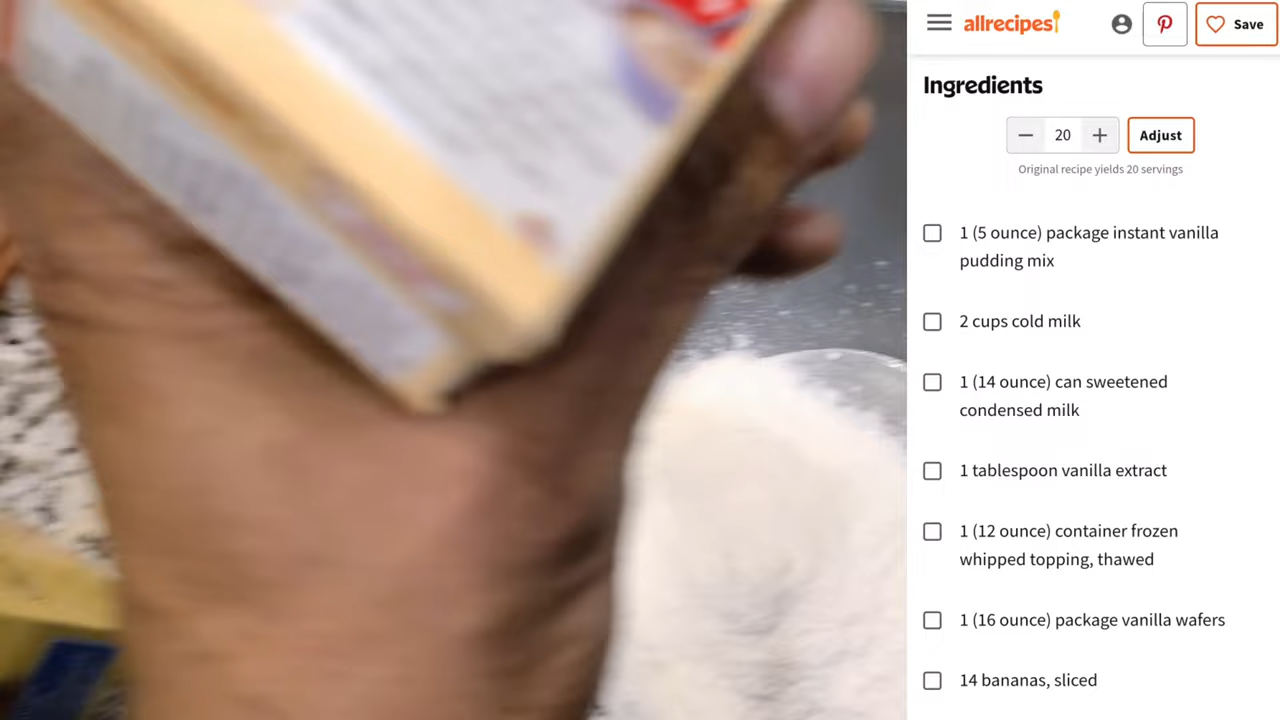 allrecipes!
Save
Ingredients
20
Adjust
Original recipe yields 20 servings
1 (5 ounce) package instant vanilla
pudding mix
2 cups cold milk
1 (14 ounce) can sweetened
condensed milk
1 tablespoon vanilla extract
1 (12 ounce) container frozen
whipped topping, thawed
1 (16 ounce) package vanilla wafers
14 bananas, sliced